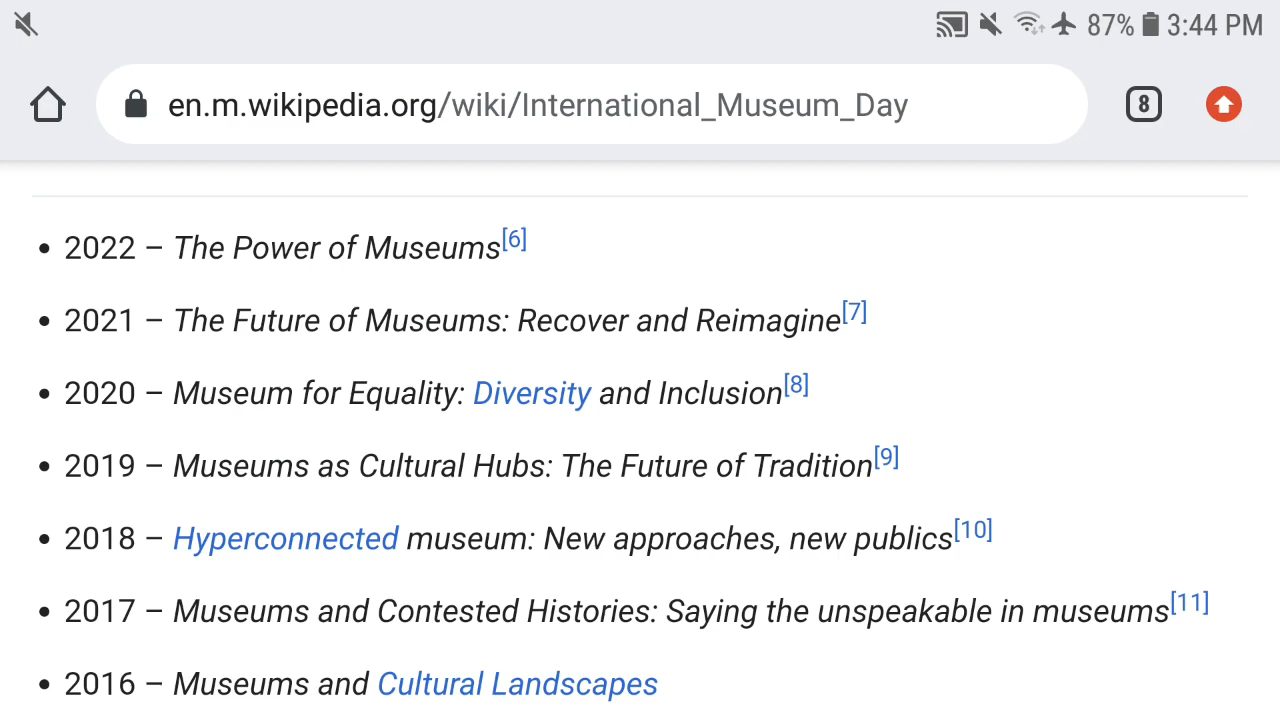 87% 3:44 PM
en.m.wikipedia.org/wiki/International_Museum_Day 8
• 2022 – The Power of Museums[6]
• 2021 – The Future of Museums: Recover and Reimagine[7]
• 2020 – Museum for Equality: Diversity and Inclusion[8]
• 2019 – Museums as Cultural Hubs: The Future of Tradition[9]
• 2018 – Hyperconnected museum: New approaches, new publics[10]
• 2017 – Museums and Contested Histories: Saying the unspeakable in museums[11]
• 2016 – Museums and Cultural Landscapes